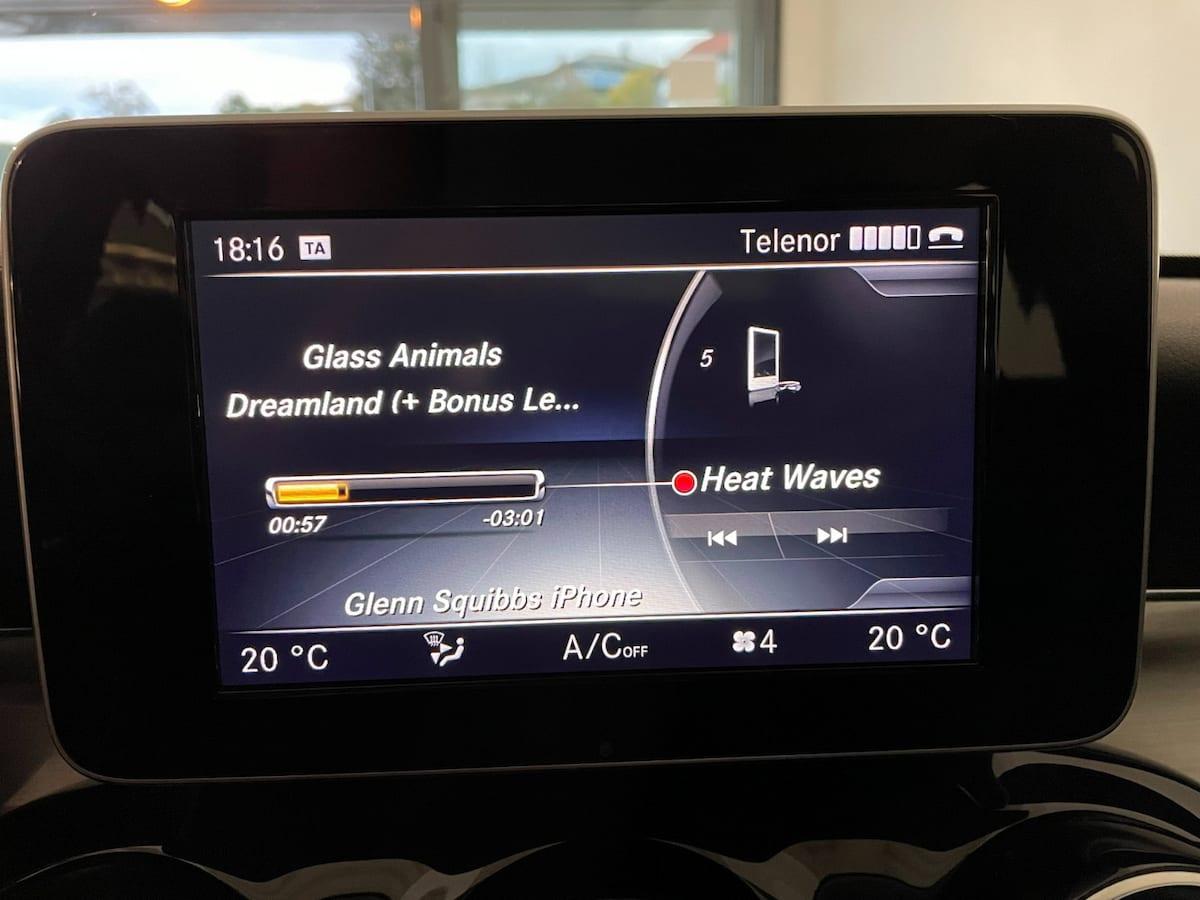 18:16 TA Telenor
Glass Animals
Dreamland (+ Bonus Le...
5
Heat Waves
00:57 -03:01
Glenn Squibbs iPhone
20 °C A/C OFF 4 20 °C